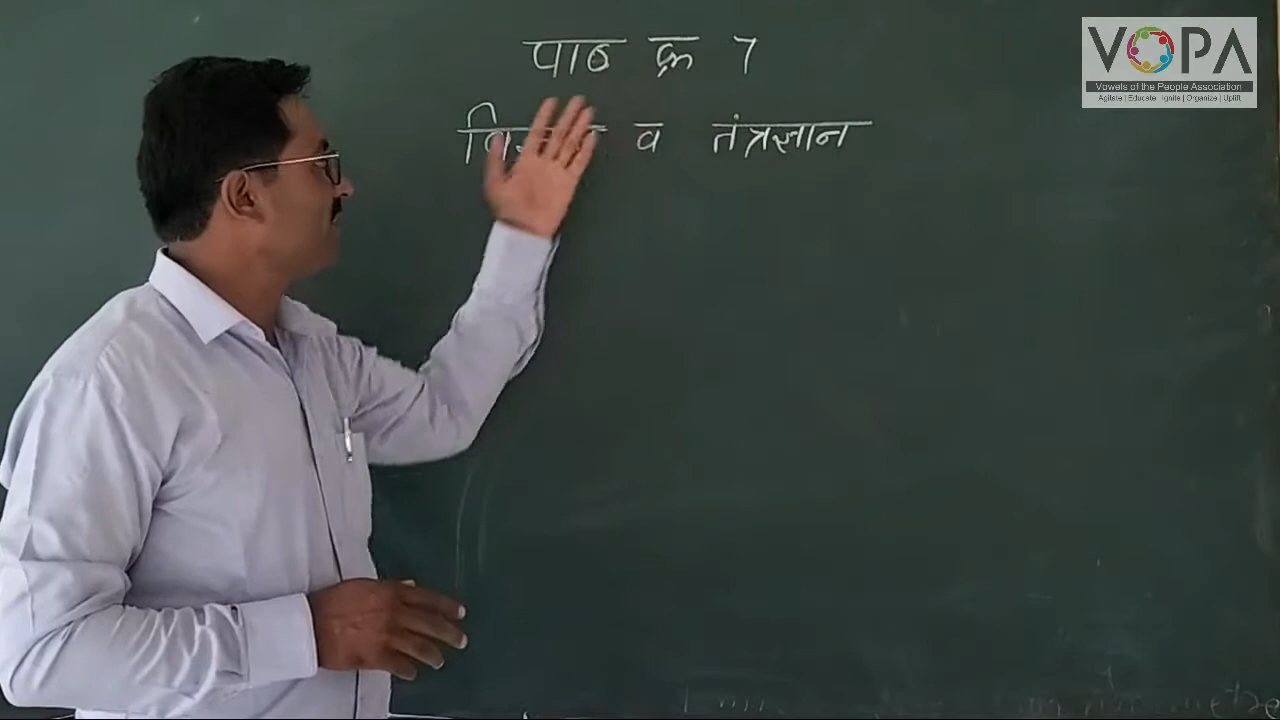 पाठ क्र 7
व तंत्रज्ञान
VOPA
Vowels of the People Association
Agitate | Educate | Ignite | Organize | Uplift